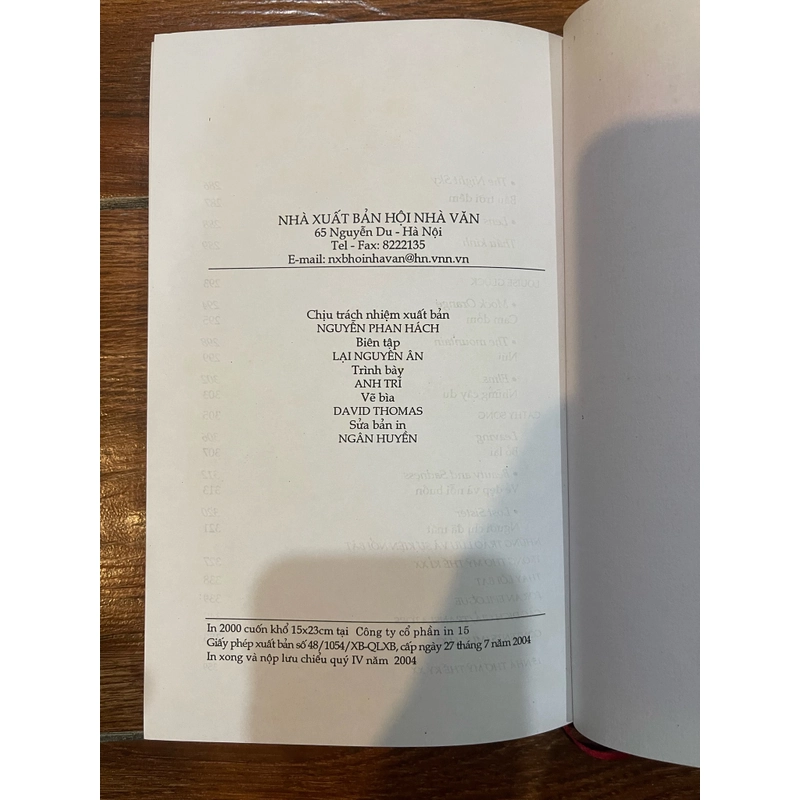 NHÀ XUẤT BẢN HỘI NHÀ VĂN
65 Nguyễn Du - Hà Nội
Tel - Fax: 8222135
E-mail: nxbhoinhavan@hn.vnn.vn
Chịu trách nhiệm xuất bản
NGUYỄN PHAN HÁCH
Biên tập
LẠI NGUYÊN ÂN
Trình bày
ANH TRÍ
Vẽ bìa
DAVID THOMAS
Sửa bản in
NGÂN HUYỀN
In 2000 cuốn khổ 15x23cm tại Công ty cổ phần in 15
Giấy phép xuất bản số 48/1054/XB-QLXB, cấp ngày 27 tháng 7 năm 2004
In xong và nộp lưu chiểu quý IV năm 2004